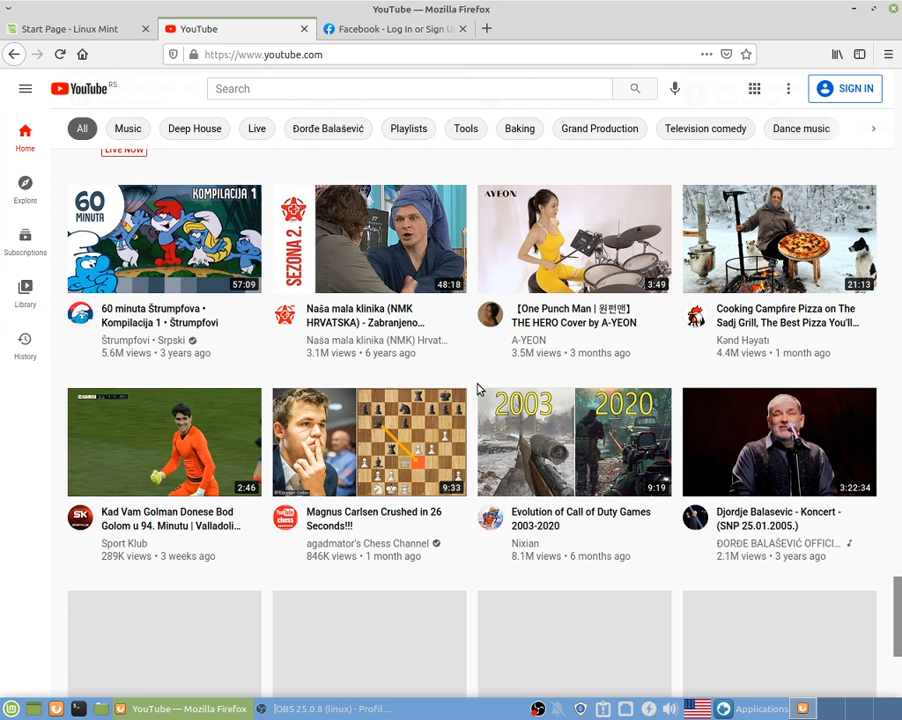 YouTube — Mozilla Firefox
Start Page - Linux Mint
YouTube
Facebook - Log In or Sign U
https://www.youtube.com
YouTube RS
Search
SIGN IN
All
Music
Deep House
Live
Đorđe Balašević
Playlists
Tools
Baking
Grand Production
Television comedy
Dance music
Home
Explore
Subscriptions
Library
History
LIVE NOW
60 MINUTA
KOMPILACIJA 1
57:09
SEZONA 2.
48:18
AYEON
3:49
21:13
60 minuta Štrumpfova •
Kompilacija 1 • Štrumpfovi
Štrumpfovi • Srpski
5.6M views • 3 years ago
Naša mala klinika (NMK
HRVATSKA) - Zabranjeno...
Naša mala klinika (NMK) Hrvat...
3.1M views • 6 years ago
【One Punch Man | 원펀맨】
THE HERO Cover by A-YEON
A-YEON
3.5M views • 3 months ago
Cooking Campfire Pizza on The
Sadj Grill, The Best Pizza You'll...
Kənd Həyatı
4.4M views • 1 month ago
2:46
9:33
2003
2020
9:19
3:22:34
Kad Vam Golman Donese Bod
Golom u 94. Minutu | Valladoli...
Sport Klub
289K views • 3 weeks ago
Magnus Carlsen Crushed in 26
Seconds!!!
agadmator's Chess Channel
846K views • 1 month ago
Evolution of Call of Duty Games
2003-2020
Nixian
8.1M views • 6 months ago
Djordje Balasevic - Koncert -
(SNP 25.01.2005.)
ĐORĐE BALAŠEVIĆ OFFICI...
2.1M views • 3 years ago
YouTube — Mozilla Firefox
[OBS 25.0.8 (linux) - Profil...
Applications